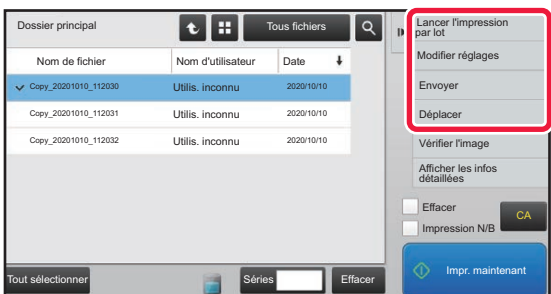 Dossier principal
Tous fichiers
Nom de fichier
Nom d'utilisateur
Date
Copy_20201010_112030
Utilis. inconnu
2020/10/10
Copy_20201010_112031
Utilis. inconnu
2020/10/10
Copy_20201010_112032
Utilis. inconnu
2020/10/10
Tout sélectionner
Séries
Effacer
Lancer l'impression
par lot
Modifier réglages
Envoyer
Déplacer
Vérifier l'image
Afficher les infos
détaillées
Effacer
Impression N/B
CA
Impr. maintenant